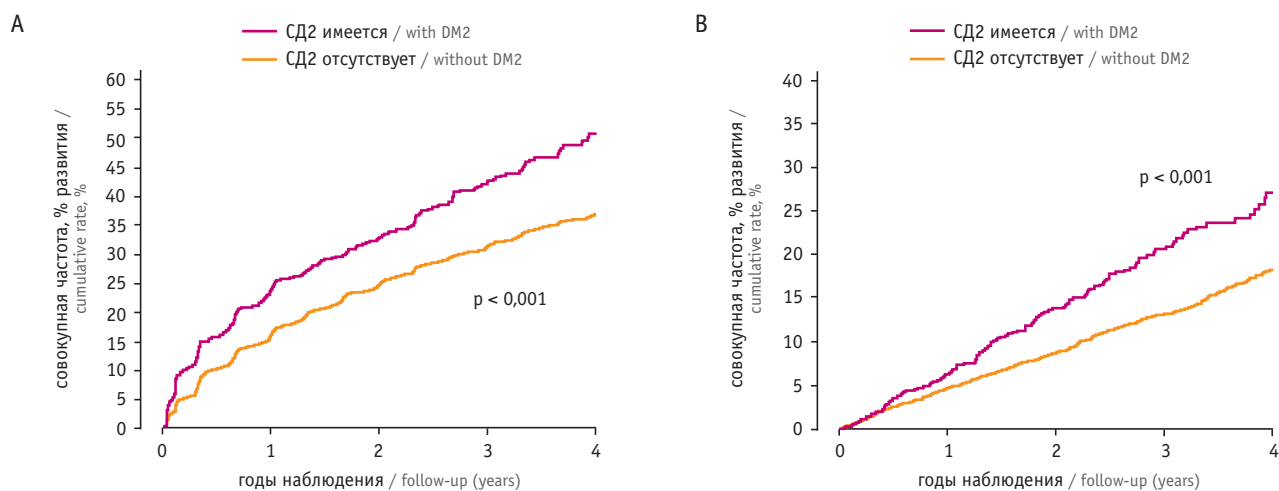 A
СД2 имеется / with DM2
СД2 отсутствует / without DM2
совокупная частота, % развития /
cumulative rate, %
60
55
50
45
40
35
30
25
20
15
10
5
0
p < 0,001
0 1 2 3 4
годы наблюдения / follow-up (years)
B
СД2 имеется / with DM2
СД2 отсутствует / without DM2
совокупная частота, % развития /
cumulative rate, %
40
35
30
25
20
15
10
5
0
p < 0,001
0 1 2 3 4
годы наблюдения / follow-up (years)